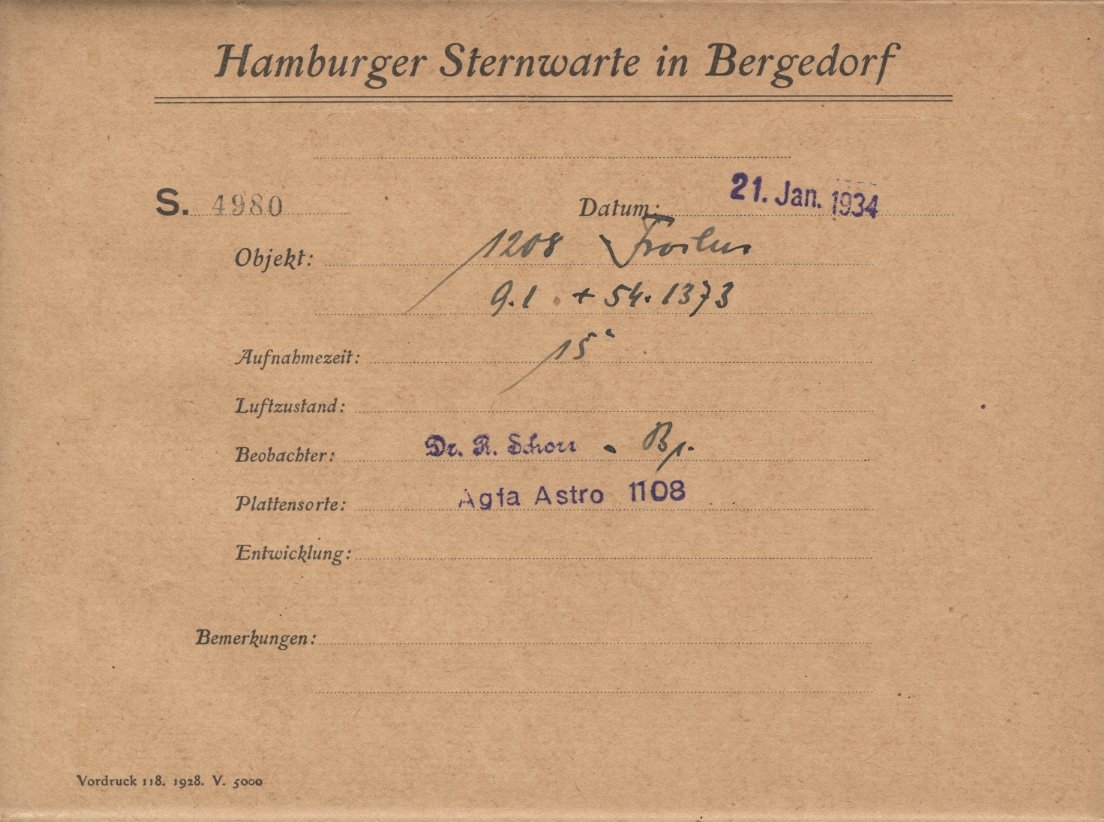 Hamburger Sternwarte in Bergedorf
S. 4980 Datum: 21. Jan. 1934
Objekt: 1208 Troilus
9.1 + 54.1373
Aufnahmezeit: 15
Luftzustand:
Beobachter: Dr. R. Schorr -
Plattensorte: Agfa Astro 1108
Entwicklung:
Bemerkungen:
Vordruck 118. 1928. V. 5000